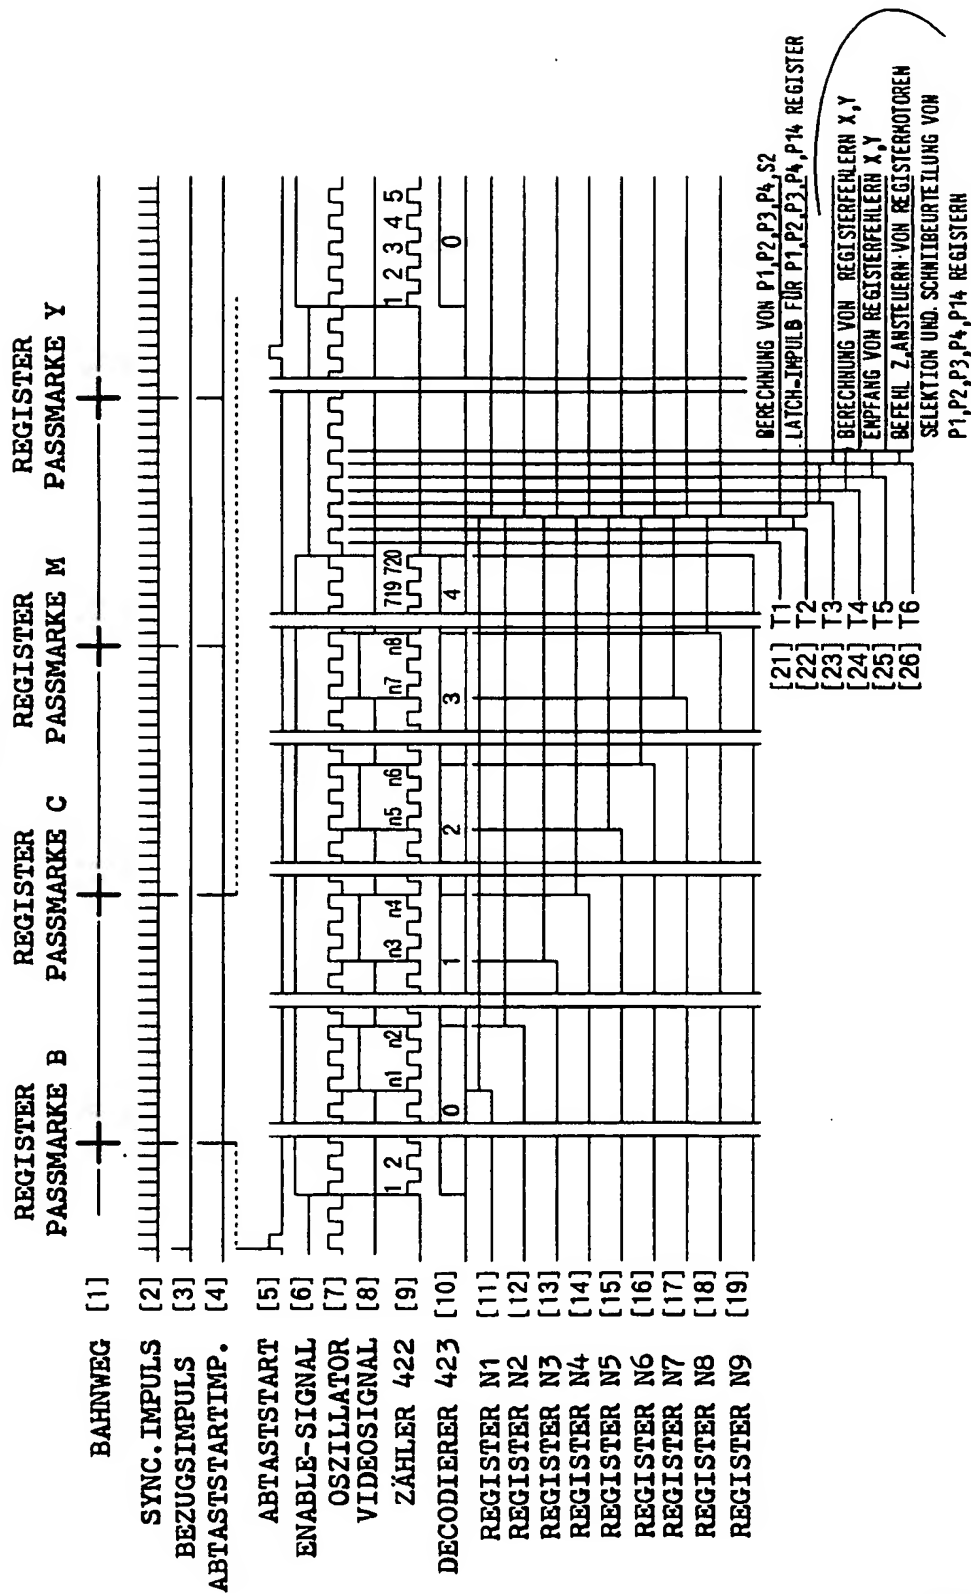 REGISTER
PASSMARKE B
REGISTER
PASSMARKE C
REGISTER
PASSMARKE M
REGISTER
PASSMARKE Y
BAHNWEG [1]
SYNC.IMPULS [2]
BEZUGSIMPULS [3]
ABTASTSTARTIMP. [4]
ABTASTSTART [5]
ENABLE-SIGNAL [6]
OSZILLATOR [7]
VIDEOSIGNAL [8]
ZÄHLER 422 [9]
1 2 n1 n2 n3 n4 n5 n6 n7 n8 719 720 1 2 3 4 5
DECODIERER 423 [10]
0 1 2 3 4 0
REGISTER N1 [11]
REGISTER N2 [12]
REGISTER N3 [13]
REGISTER N4 [14]
REGISTER N5 [15]
REGISTER N6 [16]
REGISTER N7 [17]
REGISTER N8 [18]
REGISTER N9 [19]
[21] T1
[22] T2
[23] T3
[24] T4
[25] T5
[26] T6
BERECHNUNG VON P1,P2,P3,P4,S2
LATCH-IMPULB FÜR P1,P2,P3,P4,P14 REGISTER
BERECHNUNG VON REGISTERFEHLERN X,Y
EMPFANG VON REGISTERFEHLERN X,Y
BEFEHL Z.ANSTEUERN VON REGISTERMOTOREN
SELEKTION UND. SCHNIBEURTEILUNG VON
P1,P2,P3,P4,P14 REGISTERN